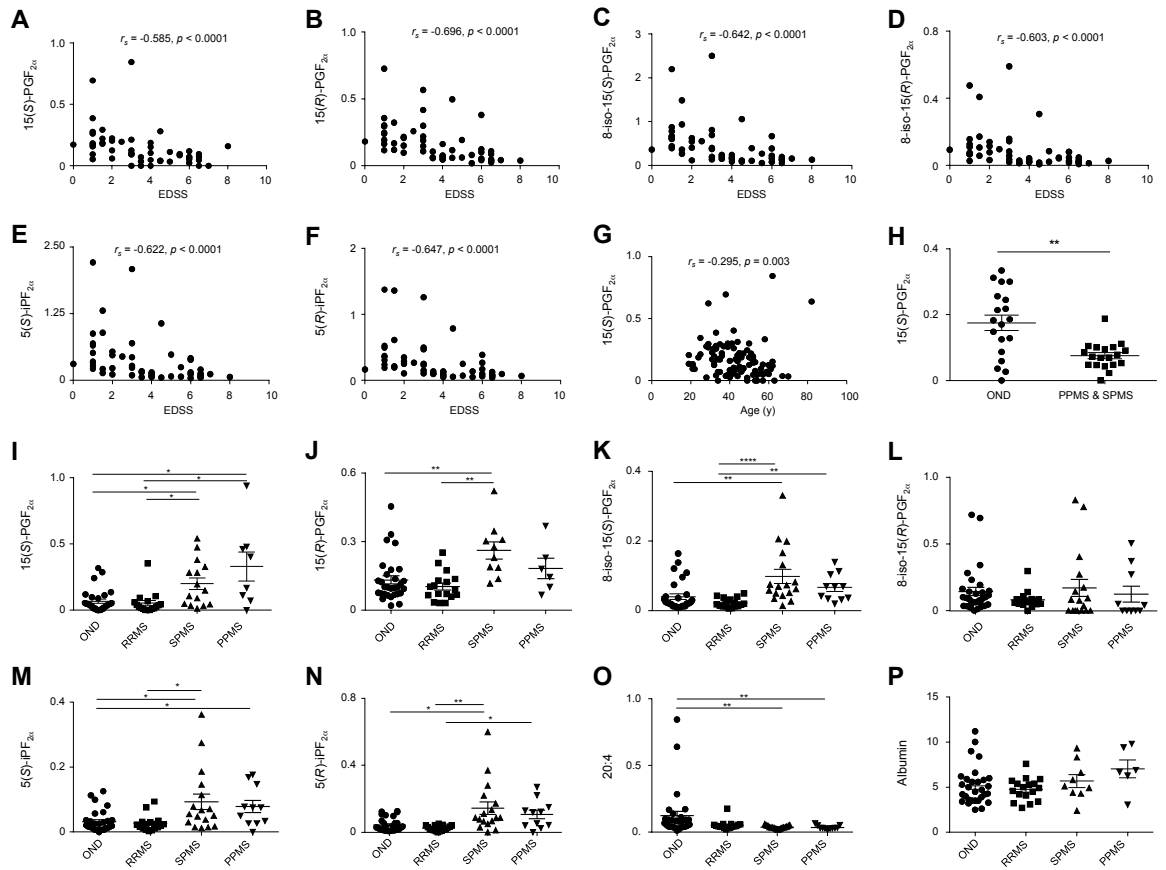 A
r_s = -0.585, p < 0.0001
15(S)-PGF2α
1.0
0.5
0
0 2 4 6 8 10
EDSS
B
r_s = -0.696, p < 0.0001
15(R)-PGF2α
1.0
0.5
0
0 2 4 6 8 10
EDSS
C
r_s = -0.642, p < 0.0001
8-iso-15(S)-PGF2α
3
2
1
0
0 2 4 6 8 10
EDSS
D
r_s = -0.603, p < 0.0001
8-iso-15(R)-PGF2α
0.8
0.4
0
0 2 4 6 8 10
EDSS
E
r_s = -0.622, p < 0.0001
5(S)-iPF2α
2.50
1.25
0
0 2 4 6 8 10
EDSS
F
r_s = -0.647, p < 0.0001
5(R)-iPF2α
2
1
0
0 2 4 6 8 10
EDSS
G
r_s = -0.295, p = 0.003
15(S)-PGF2α
1.0
0.5
0
0 20 40 60 80 100
Age (y)
H
**
15(S)-PGF2α
0.4
0.2
0
OND PPMS & SPMS
I
*
*
*
*
15(S)-PGF2α
1.0
0.5
0
OND RRMS SPMS PPMS
J
**
**
15(R)-PGF2α
0.6
0.3
0
OND RRMS SPMS PPMS
K
****
**
**
8-iso-15(S)-PGF2α
0.4
0.2
0
OND RRMS SPMS PPMS
L
8-iso-15(R)-PGF2α
1.0
0.5
0
OND RRMS SPMS PPMS
M
*
*
*
5(S)-iPF2α
0.4
0.2
0
OND RRMS SPMS PPMS
N
**
*
*
5(R)-iPF2α
0.8
0.4
0
OND RRMS SPMS PPMS
O
**
**
20:4
1.0
0.5
0
OND RRMS SPMS PPMS
P
Albumin
15
10
5
0
OND RRMS SPMS PPMS